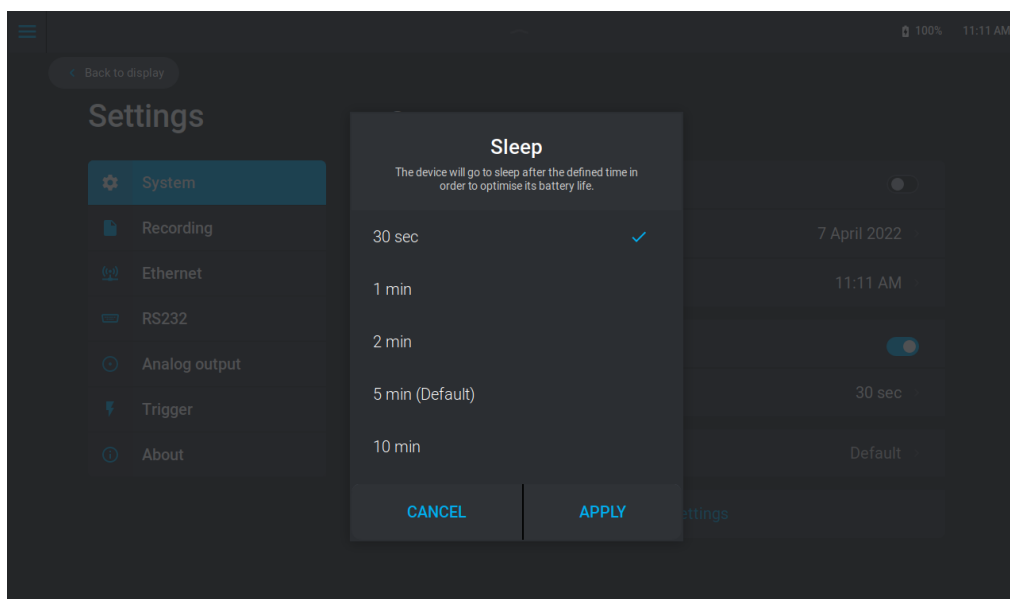 100% 11:11 AM
Back to display
Settings
System
Recording
Ethernet
RS232
Analog output
Trigger
About
Sleep
The device will go to sleep after the defined time in
order to optimise its battery life.
30 sec
1 min
2 min
5 min (Default)
10 min
CANCEL
APPLY
7 April 2022
11:11 AM
30 sec
Default